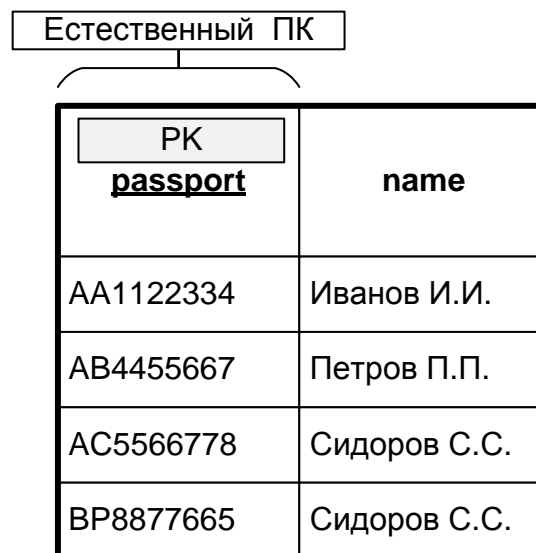 Естественный ПК
PK
passport name
AA1122334 Иванов И.И.
AB4455667 Петров П.П.
AC5566778 Сидоров С.С.
BP8877665 Сидоров С.С.